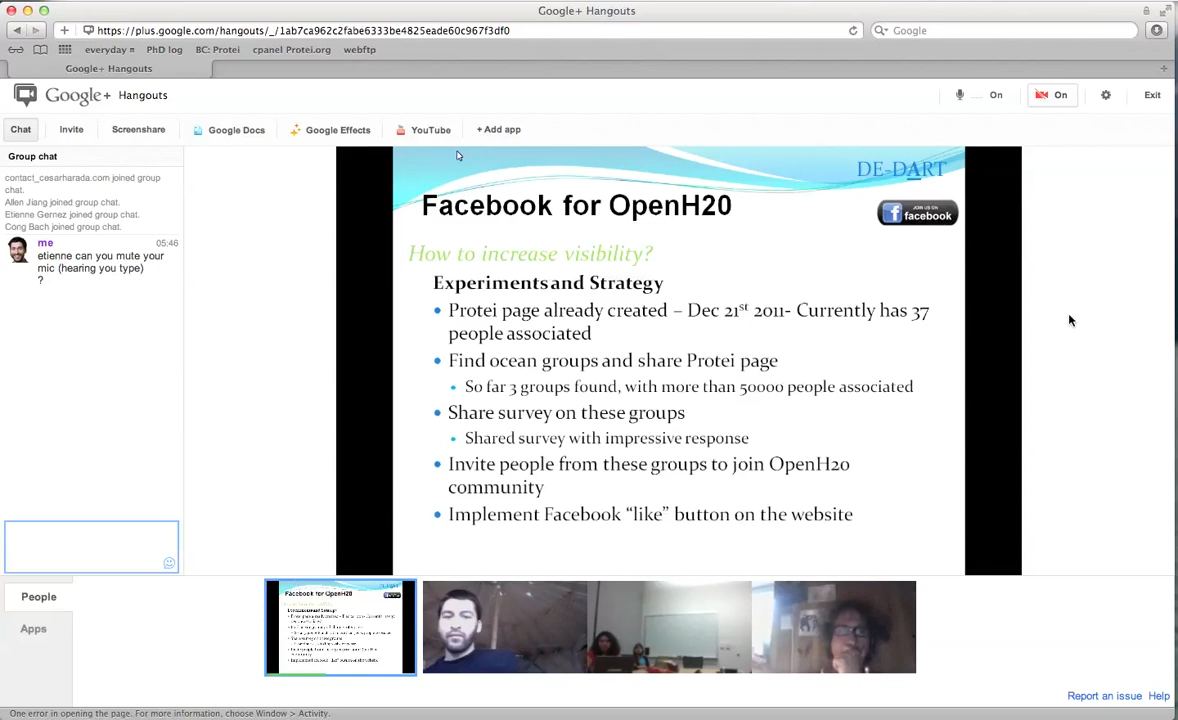 Google+ Hangouts
https://plus.google.com/hangouts/_/1ab7ca962c2fabe6333be4825eade60c967f3df0
Google
everyday
PhD log
BC: Protei
cpanel Protei.org
webftp
Google+ Hangouts
Google+ Hangouts
On
On
Exit
Chat
Invite
Screenshare
Google Docs
Google Effects
YouTube
+ Add app
Group chat
contact_cesarharada.com joined group
chat.
Allen Jiang joined group chat.
Etienne Gernez joined group chat.
Cong Bach joined group chat.
me 05:46
etienne can you mute your
mic (hearing you type)
?
DE-DART
Facebook for OpenH20
JOIN US ON
facebook
How to increase visibility?
Experiments and Strategy
• Protei page already created – Dec 21st 2011- Currently has 37
people associated
• Find ocean groups and share Protei page
• So far 3 groups found, with more than 50000 people associated
• Share survey on these groups
• Shared survey with impressive response
• Invite people from these groups to join OpenH20
community
• Implement Facebook “like” button on the website
People
Apps
Facebook for OpenH20
Report an issue Help
One error in opening the page. For more information, choose Window > Activity.